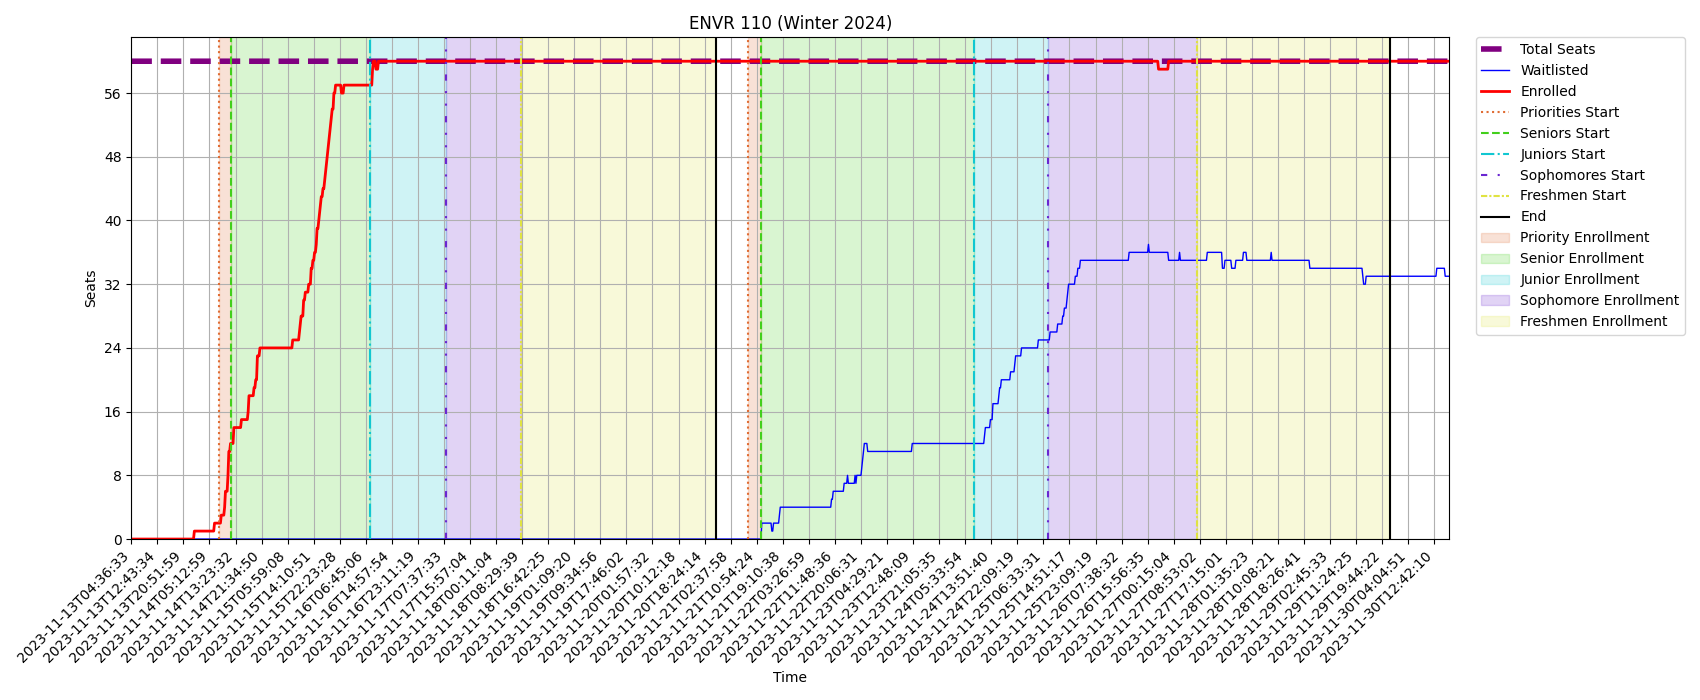 ENVR 110 (Winter 2024)
Seats
56
48
40
32
24
16
8
0
2023-11-13T04:36:33
2023-11-13T12:43:34
2023-11-13T20:51:59
2023-11-14T05:12:59
2023-11-14T13:23:32
2023-11-14T21:34:50
2023-11-15T05:59:08
2023-11-15T14:10:51
2023-11-15T22:23:28
2023-11-16T06:45:06
2023-11-16T14:57:54
2023-11-16T23:11:19
2023-11-17T07:37:33
2023-11-17T15:57:04
2023-11-18T00:11:04
2023-11-18T08:29:39
2023-11-18T16:42:25
2023-11-19T01:09:20
2023-11-19T09:34:56
2023-11-19T17:46:02
2023-11-20T01:57:32
2023-11-20T10:12:18
2023-11-20T18:24:14
2023-11-21T02:37:58
2023-11-21T10:54:24
2023-11-21T19:10:38
2023-11-22T03:26:59
2023-11-22T11:48:36
2023-11-22T20:06:31
2023-11-23T04:29:21
2023-11-23T12:48:09
2023-11-23T21:05:35
2023-11-24T05:33:54
2023-11-24T13:51:40
2023-11-24T22:09:19
2023-11-25T06:33:31
2023-11-25T14:51:17
2023-11-25T23:09:19
2023-11-26T07:38:32
2023-11-26T15:56:35
2023-11-27T00:15:04
2023-11-27T08:53:02
2023-11-27T17:15:01
2023-11-28T01:35:23
2023-11-28T10:08:21
2023-11-28T18:26:41
2023-11-29T02:45:33
2023-11-29T11:24:25
2023-11-29T19:44:22
2023-11-30T04:04:51
2023-11-30T12:42:10
Time
Total Seats
Waitlisted
Enrolled
Priorities Start
Seniors Start
Juniors Start
Sophomores Start
Freshmen Start
End
Priority Enrollment
Senior Enrollment
Junior Enrollment
Sophomore Enrollment
Freshmen Enrollment